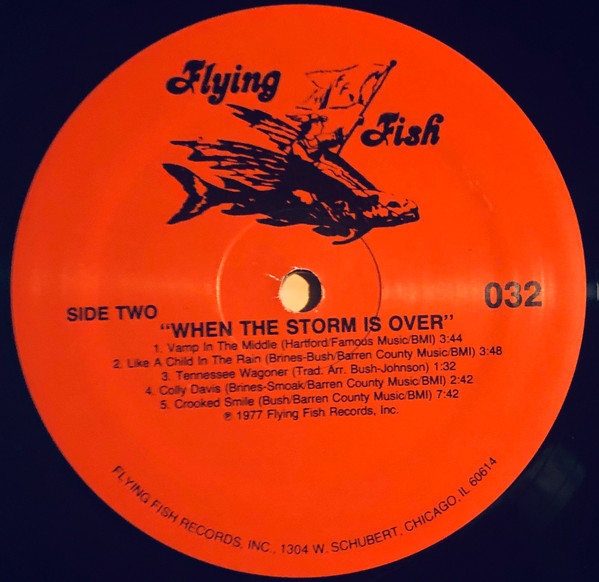 Flying Fish
SIDE TWO
032
"WHEN THE STORM IS OVER"
1. Vamp In The Middle (Hartford/Famods Music/BMI) 3:44
2. Like A Child In The Rain (Brines-Bush/Barren County Music/BMI) 3:48
3. Tennessee Wagoner (Trad. Arr. Bush-Johnson) 1:32
4. Colly Davis (Brines-Smoak/Barren County Music/BMI) 2:42
5. Crooked Smile (Bush/Barren County Music/BMI) 7:42
℗ 1977 Flying Fish Records, Inc.
FLYING FISH RECORDS, INC., 1304 W. SCHUBERT, CHICAGO, IL 60614